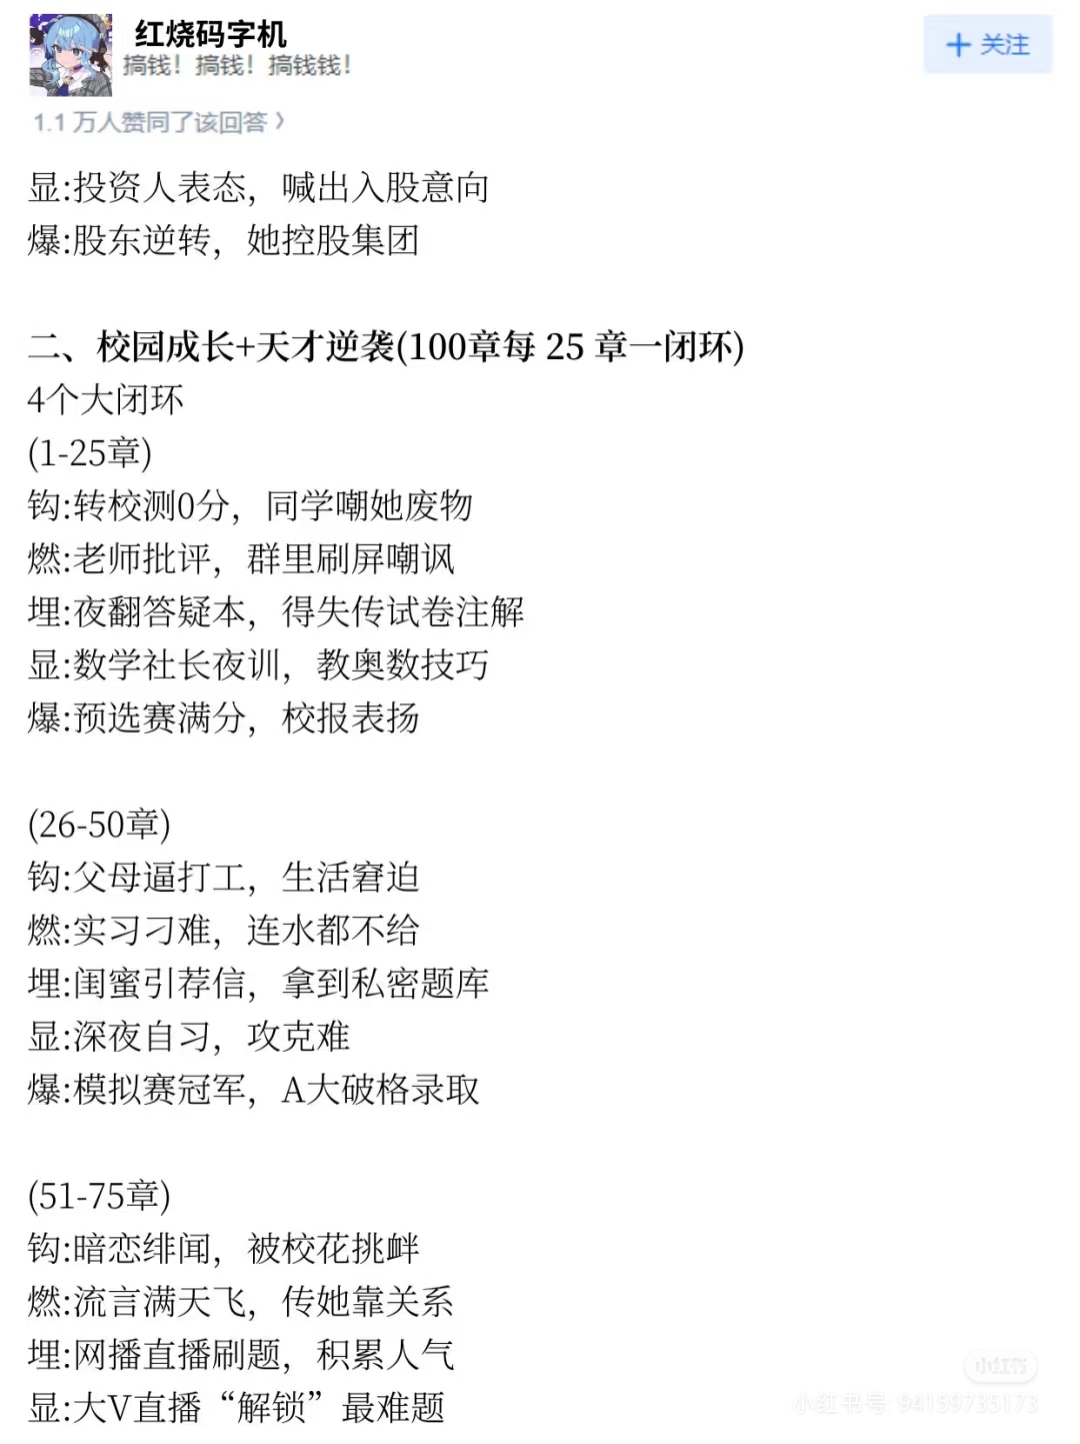 红烧码字机
搞钱！搞钱！搞钱钱！
+ 关注
1.1 万人赞同了该回答 >
显:投资人表态，喊出入股意向
爆:股东逆转，她控股集团
二、校园成长+天才逆袭(100章每 25 章一闭环)
4个大闭环
(1-25章)
钩:转校测0分，同学嘲她废物
燃:老师批评，群里刷屏嘲讽
埋:夜翻答疑本，得失传试卷注解
显:数学社长夜训，教奥数技巧
爆:预选赛满分，校报表扬
(26-50章)
钩:父母逼打工，生活窘迫
燃:实习刁难，连水都不给
埋:闺蜜引荐信，拿到私密题库
显:深夜自习，攻克难
爆:模拟赛冠军，A大破格录取
(51-75章)
钩:暗恋绯闻，被校花挑衅
燃:流言满天飞，传她靠关系
埋:网播直播刷题，积累人气
显:大V直播“解锁”最难题
小红书
小红书号: 94159735173